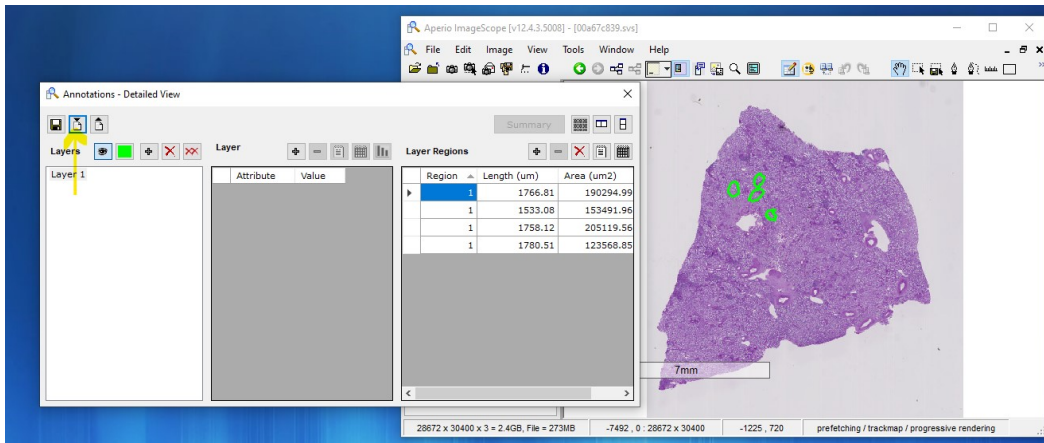 Aperio ImageScope [v12.4.3.5008] - [00a67c839.svs]
File Edit Image View Tools Window Help
Annotations - Detailed View
Summary
Layers
Layer
Layer Regions
Layer 1
Attribute Value
Region Length (um) Area (um2)
1 1766.81 190294.99
1 1533.08 153491.96
1 1758.12 205119.56
1 1780.51 123568.85
7mm
28672 x 30400 x 3 = 2.4GB, File = 273MB -7492 , 0 : 28672 x 30400 -1225 , 720 prefetching / trackmap / progressive rendering